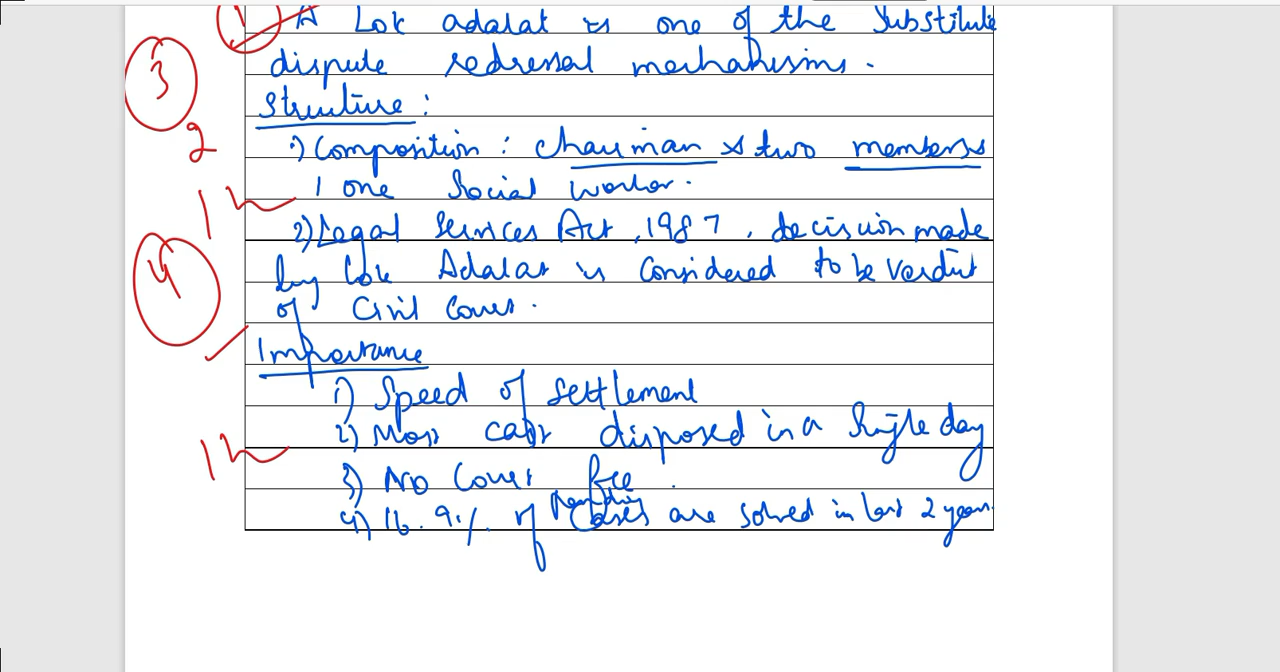 1
A Lok adalat is one of the Substitute
3
dispute redressal mechanisms.
Structure:
2
1) Composition : Chairman & two members
1 one Social worker.
2) Legal Services Act, 1987, decision made
4
by Lok Adalat is considered to be verdict
of Civil Court.
Importance
1) Speed of settlement
2) Most cases disposed in a Single day
3) No Court fee.
4) 16.9% of Pending Cases are solved in last 2 years.